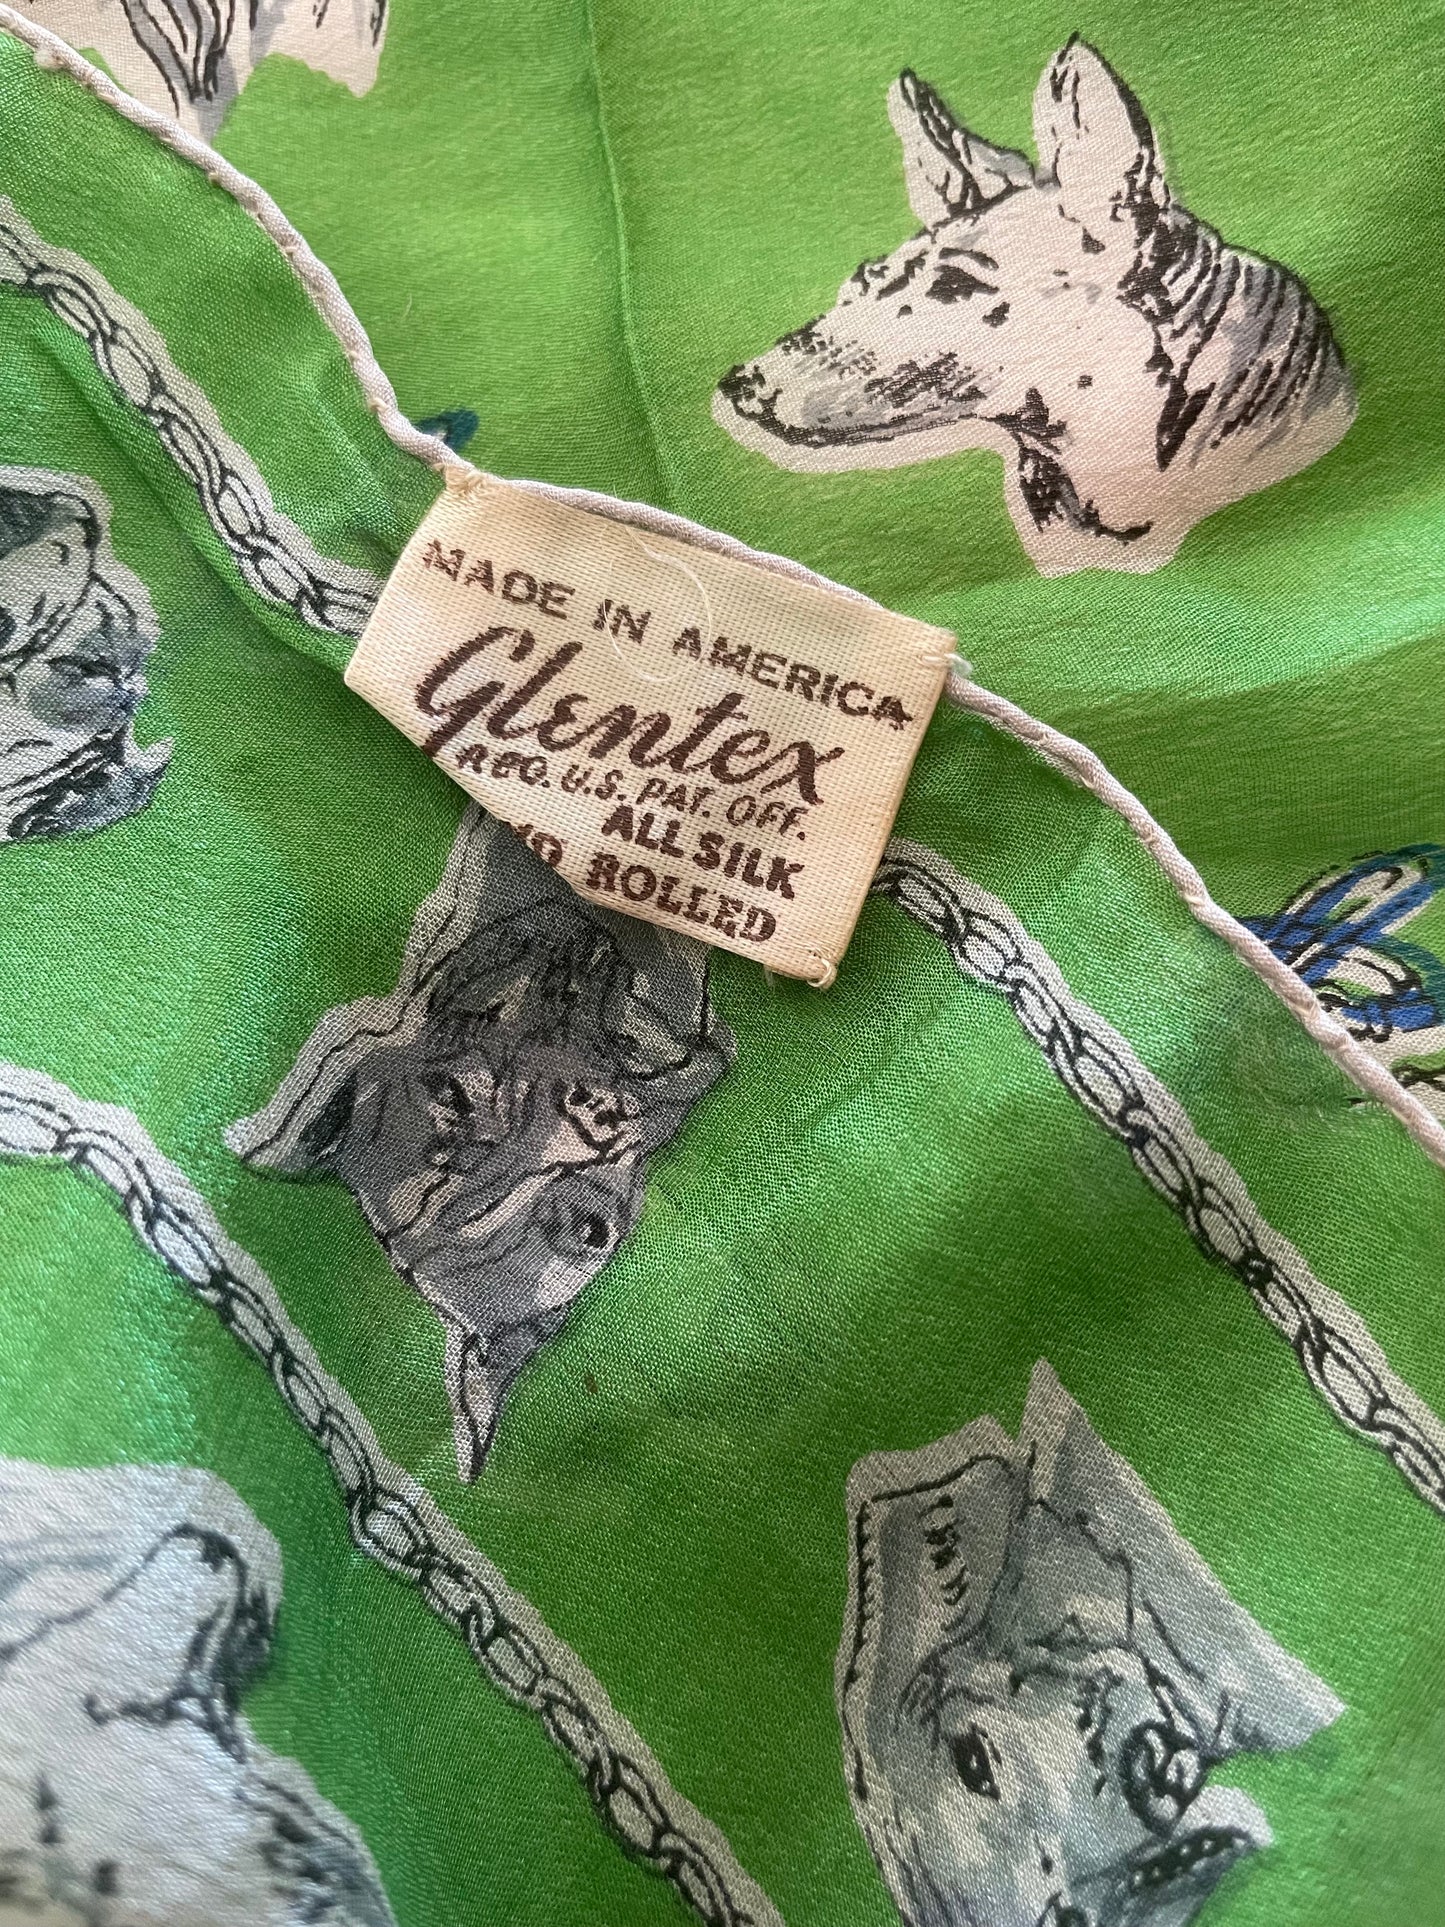 MADE IN AMERICA
Glentex
REG. U.S. PAT. OFF.
ALL SILK
ROLLED